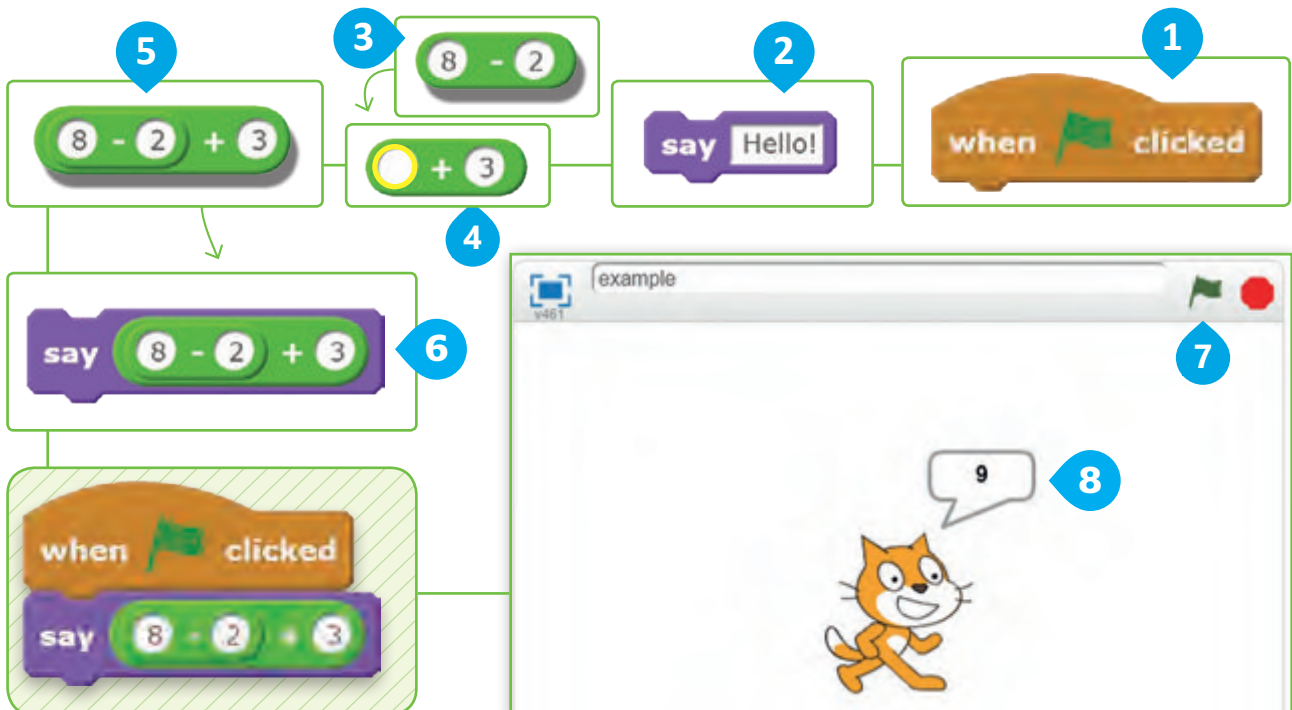 5
3
8 - 2
2
1
8 - 2 + 3
+ 3
say Hello!
when clicked
4
example
v461
7
say 8 - 2 + 3
6
9
8
when clicked
say 8 - 2 + 3